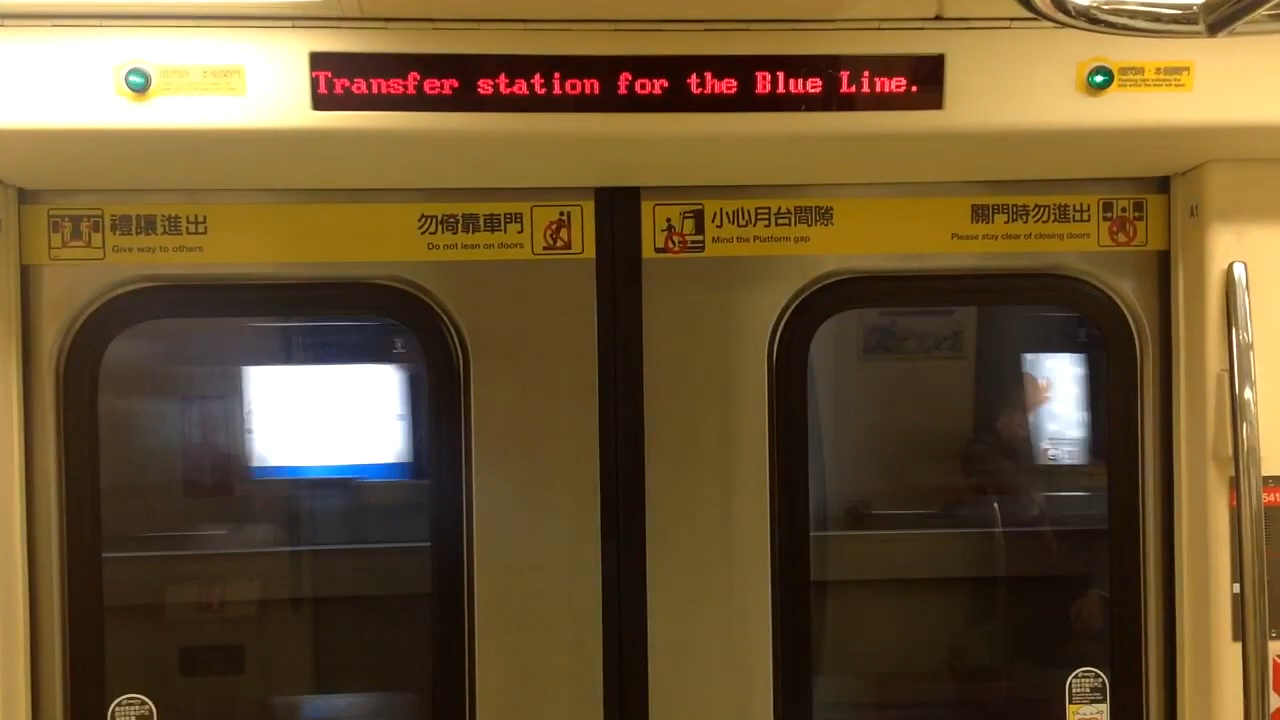 Transfer station for the Blue Line.
禮讓進出
Give way to others
勿倚靠車門
Do not lean on doors
小心月台間隙
Mind the Platform gap
關門時勿進出
Please stay clear of closing doors
A1
541